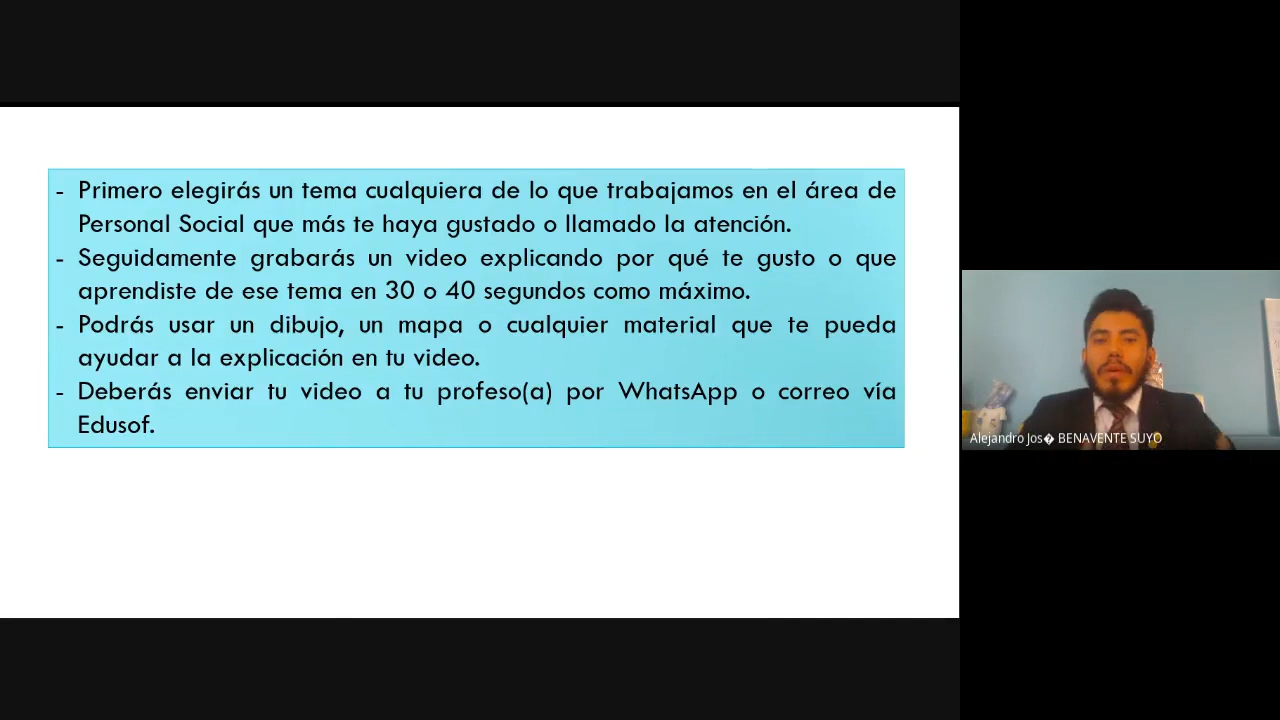 - Primero elegirás un tema cualquiera de lo que trabajamos en el área de
Personal Social que más te haya gustado o llamado la atención.
- Seguidamente grabarás un video explicando por qué te gusto o que
aprendiste de ese tema en 30 o 40 segundos como máximo.
- Podrás usar un dibujo, un mapa o cualquier material que te pueda
ayudar a la explicación en tu video.
- Deberás enviar tu video a tu profeso(a) por WhatsApp o correo vía
Edusof.
Alejandro Jos� BENAVENTE SUYO